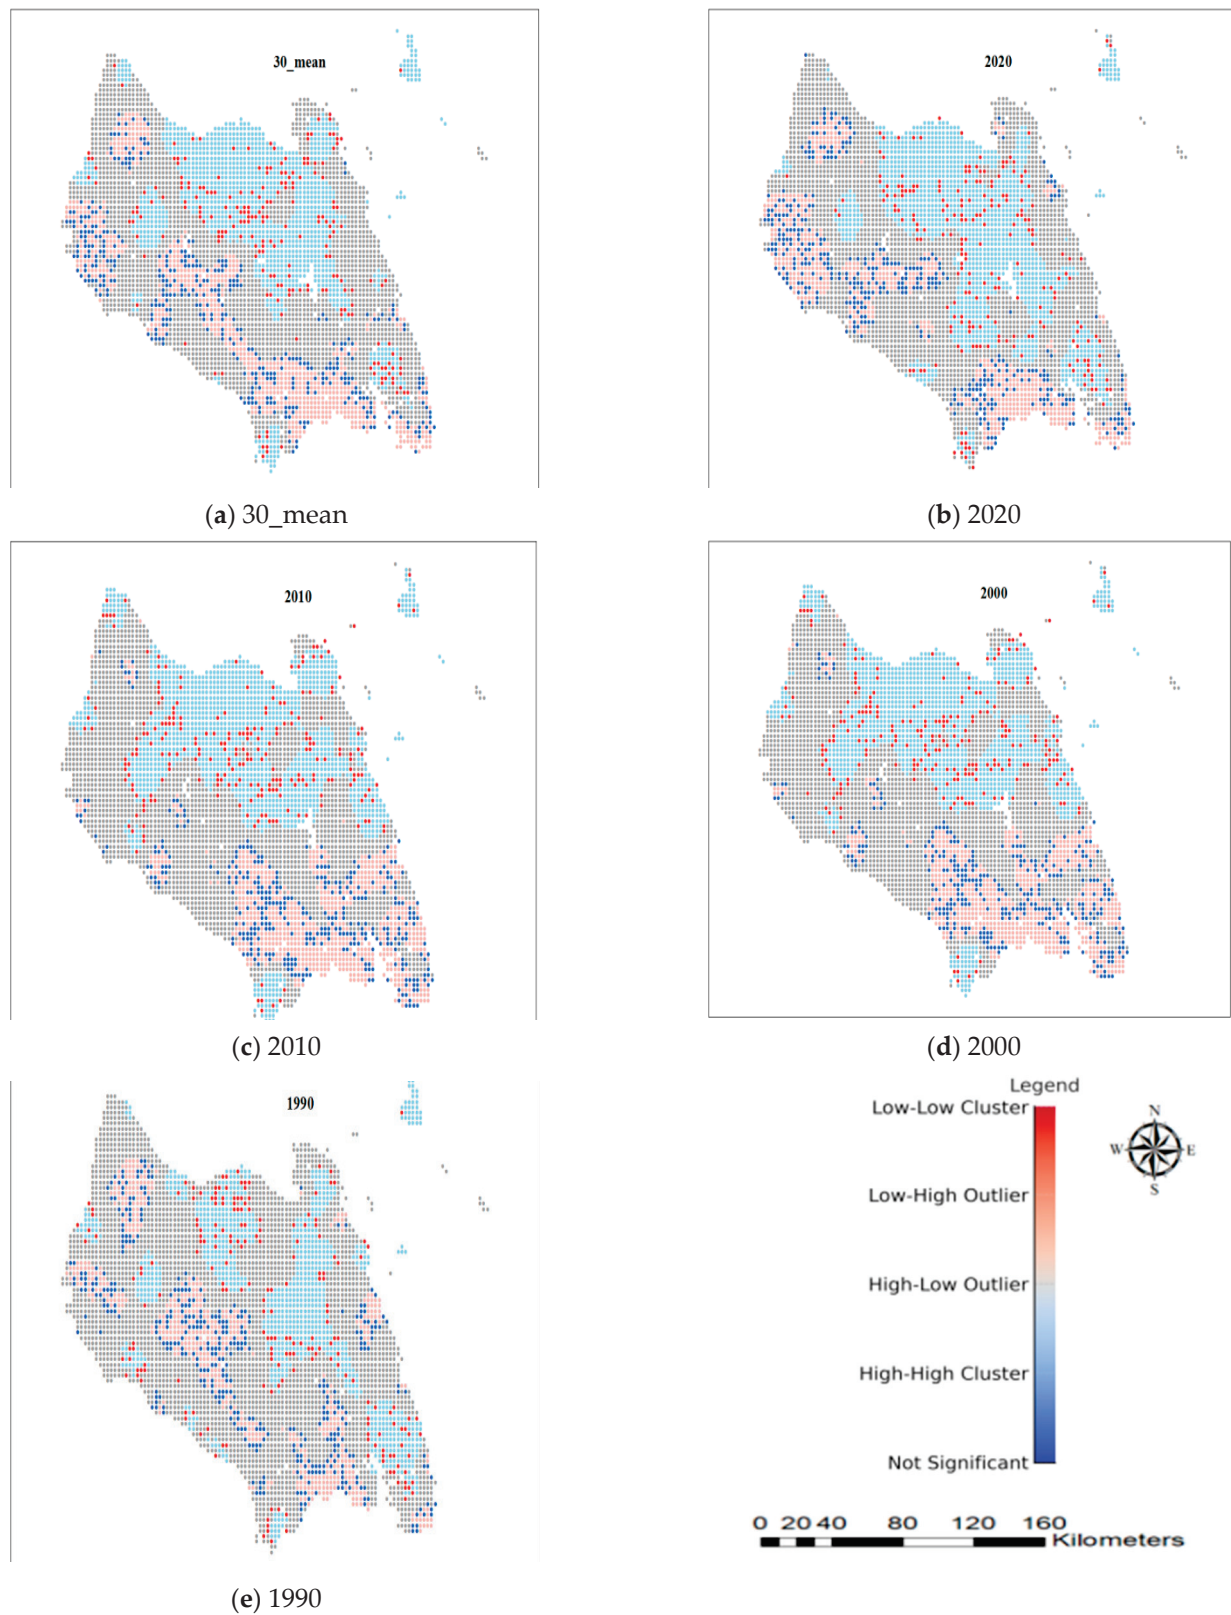 30_mean
2020
(a) 30_mean
(b) 2020
2010
2000
(c) 2010
(d) 2000
1990
Legend
Low-Low Cluster
Low-High Outlier
High-Low Outlier
High-High Cluster
Not Significant
N
W E
S
0 20 40 80 120 160
Kilometers
(e) 1990